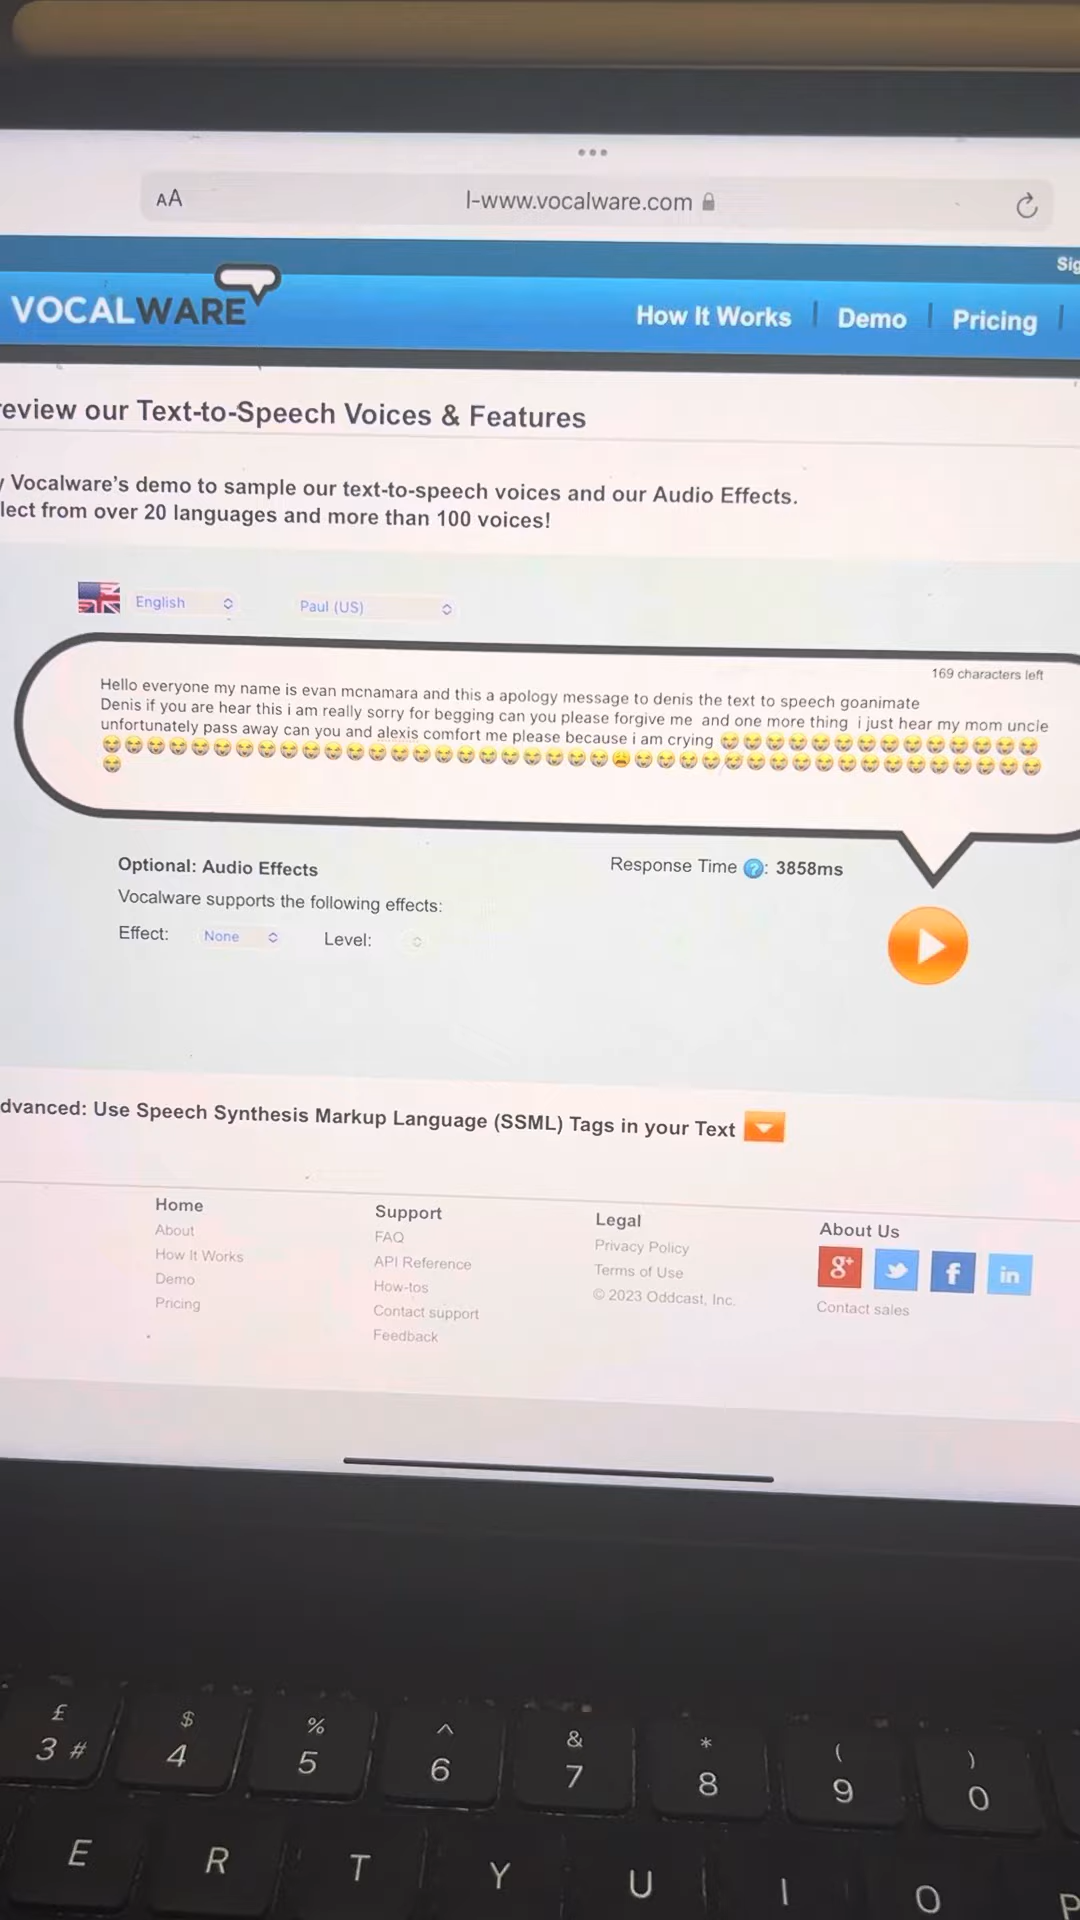 AA l-www.vocalware.com
Sig
VOCALWARE How It Works Demo Pricing
review our Text-to-Speech Voices & Features
y Vocalware's demo to sample our text-to-speech voices and our Audio Effects.
lect from over 20 languages and more than 100 voices!
English Paul (US)
169 characters left
Hello everyone my name is evan mcnamara and this a apology message to denis the text to speech goanimate
Denis if you are hear this i am really sorry for begging can you please forgive me and one more thing i just hear my mom uncle
unfortunately pass away can you and alexis comfort me please because i am crying 😭😭😭😭😭😭😭😭😭😭😭😭😭😭
😭😭😭😭😭😭😭😭😭😭😭😭😭😭😭😭😭😭😭😭😭😭😭😩😭😭😭😭😭😭😭😭😭😭😭😭😭😭😭😭😭😭
😭
Optional: Audio Effects
Response Time ?: 3858ms
Vocalware supports the following effects:
Effect: None Level:
dvanced: Use Speech Synthesis Markup Language (SSML) Tags in your Text
Home
About
How It Works
Demo
Pricing
Support
FAQ
API Reference
How-tos
Contact support
Feedback
Legal
Privacy Policy
Terms of Use
© 2023 Oddcast, Inc.
About Us
g+ f in
Contact sales
£ $ % ^ & * ( )
3 # 4 5 6 7 8 9 0
E R T Y U I O P